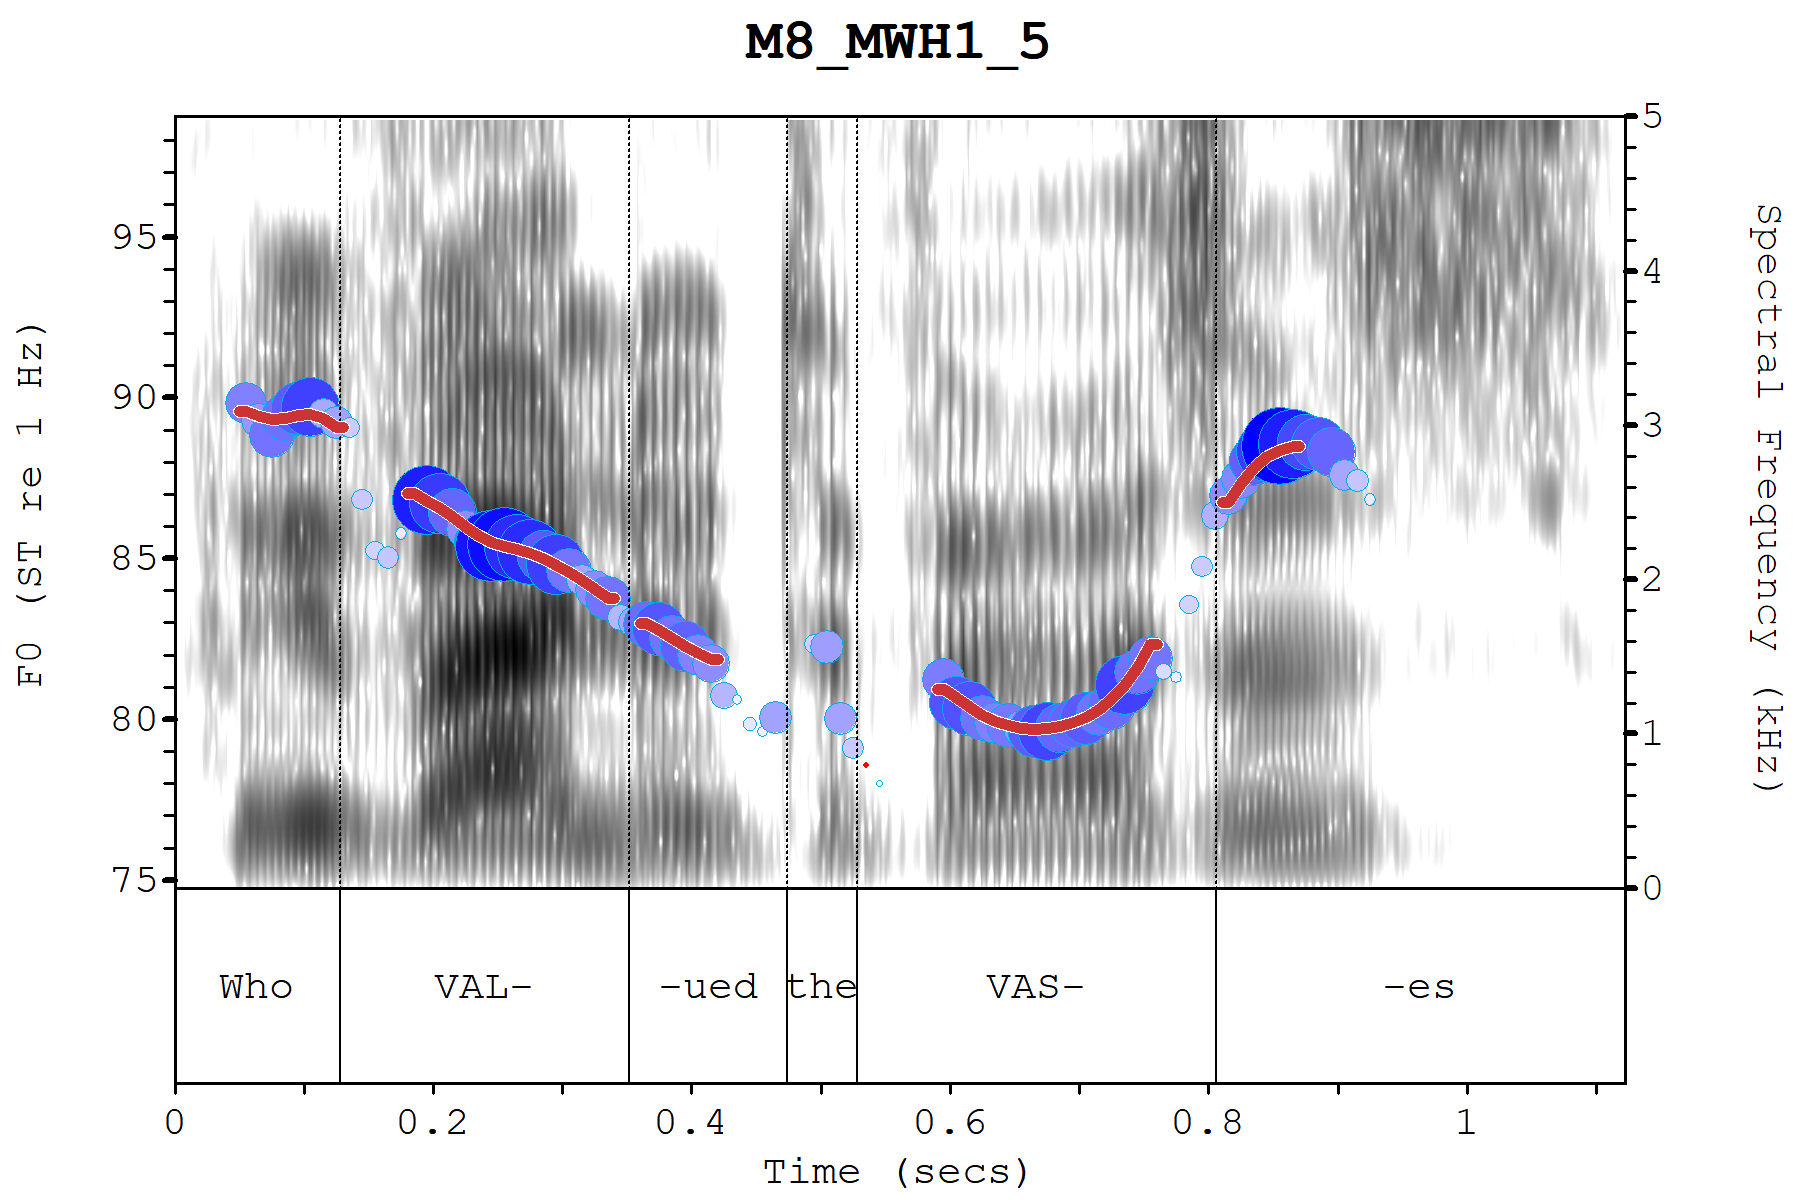 M8_MWH1_5
F0 (ST re 1 Hz)
95
90
85
80
75
5
4
3
2
1
0
Spectral Frequency (kHz)
Who VAL- -ued the VAS- -es
0 0.2 0.4 0.6 0.8 1
Time (secs)